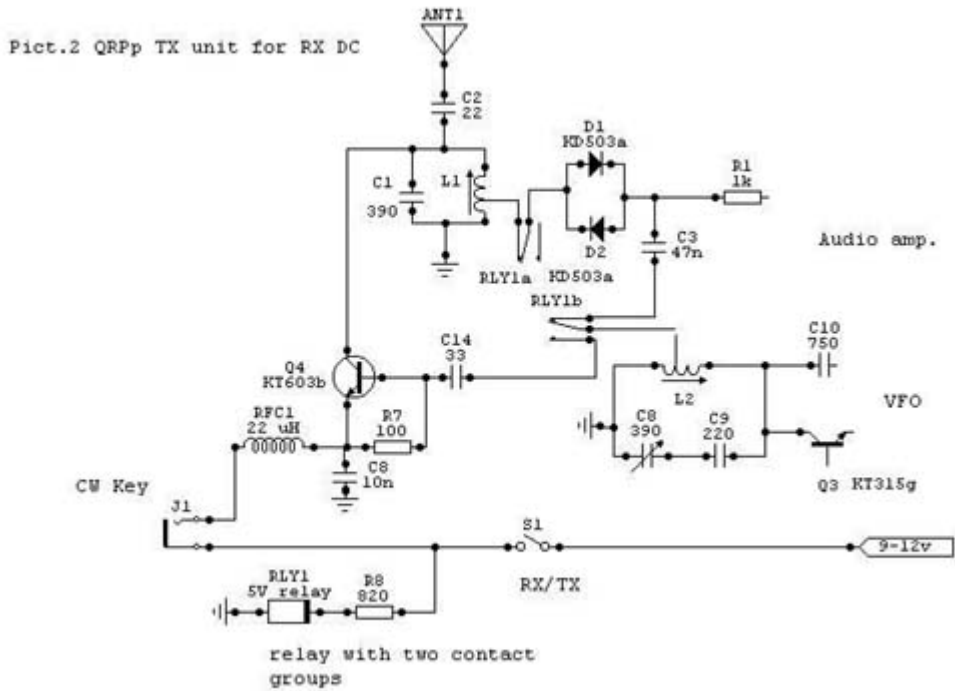 ANT1
Pict.2 QRPp TX unit for RX DC
C2
22
D1
KD503a
C1
390
L1
R1
1k
D2
KD503a
C3
47n
Audio amp.
RLY1a
RLY1b
C14
33
C10
750
Q4
KT603b
L2
VFO
RFC1
22 uH
R7
100
C8
390
C9
220
C8
10n
Q3 KT315g
CW Key
J1
S1
9-12v
RX/TX
RLY1
5V relay
R8
820
relay with two contact
groups